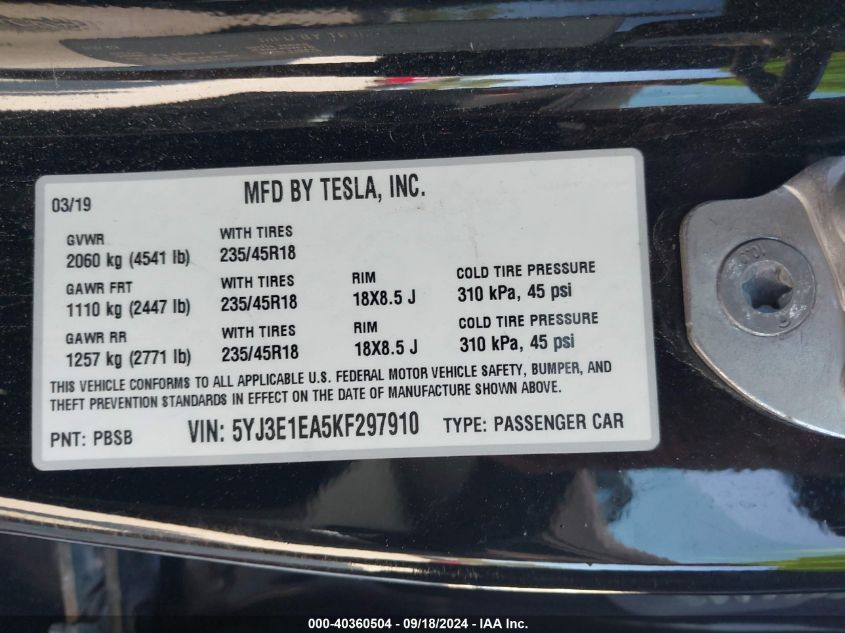 03/19
MFD BY TESLA, INC.
GVWR
2060 kg (4541 lb)
WITH TIRES
235/45R18
GAWR FRT
1110 kg (2447 lb)
WITH TIRES
235/45R18
RIM
18X8.5 J
COLD TIRE PRESSURE
310 kPa, 45 psi
GAWR RR
1257 kg (2771 lb)
WITH TIRES
235/45R18
RIM
18X8.5 J
COLD TIRE PRESSURE
310 kPa, 45 psi
THIS VEHICLE CONFORMS TO ALL APPLICABLE U.S. FEDERAL MOTOR VEHICLE SAFETY, BUMPER, AND
THEFT PREVENTION STANDARDS IN EFFECT ON THE DATE OF MANUFACTURE SHOWN ABOVE.
PNT: PBSB
VIN: 5YJ3E1EA5KF297910
TYPE: PASSENGER CAR
000-40360504 - 09/18/2024 - IAA Inc.